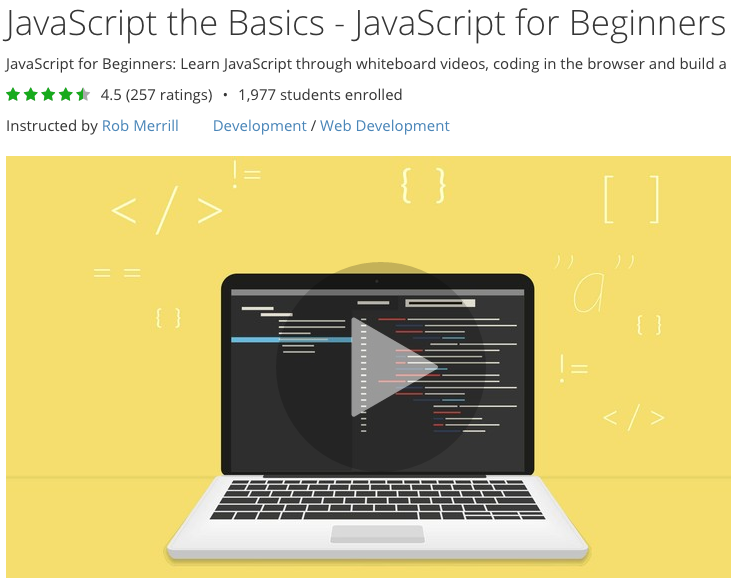 JavaScript the Basics - JavaScript for Beginners
JavaScript for Beginners: Learn JavaScript through whiteboard videos, coding in the browser and build a
4.5 (257 ratings) • 1,977 students enrolled
Instructed by Rob Merrill Development / Web Development
!=
</>
{ }
[ ]
= =
{ }
”a”
{ }
!=
</>